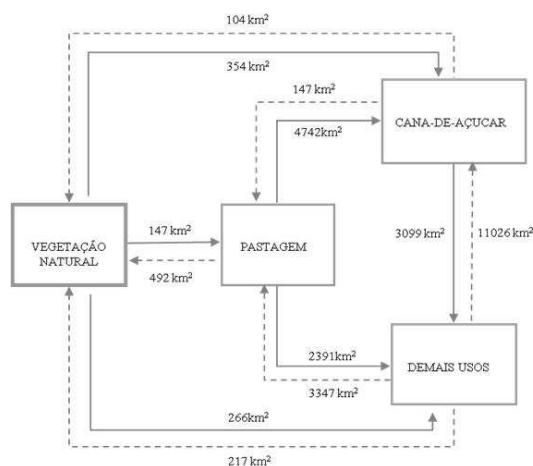 104 km²
354 km²
147 km²
CANA-DE-AÇUCAR
4742km²
VEGETAÇÃO
NATURAL
147 km²
492 km²
PASTAGEM
3099 km²
11026 km²
2391km²
3347 km²
DEMAIS USOS
266km²
217 km²